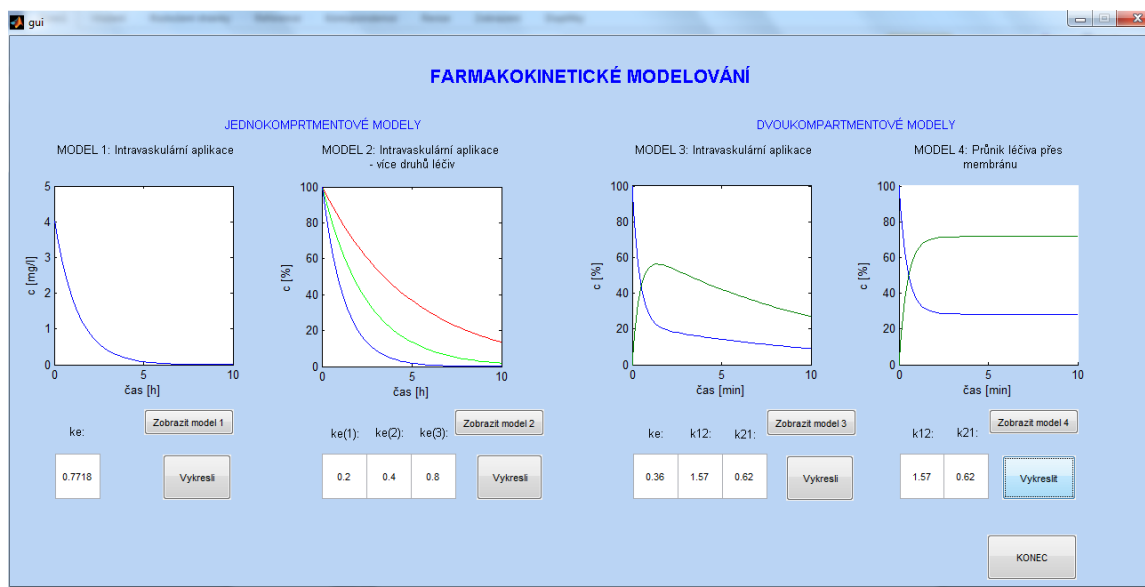 gui
FARMAKOKINETICKÉ MODELOVÁNÍ
JEDNOKOMPRTMENTOVÉ MODELY
DVOUKOMPARTMENTOVÉ MODELY
MODEL 1: Intravaskulární aplikace
MODEL 2: Intravaskulární aplikace
- více druhů léčiv
MODEL 3: Intravaskulární aplikace
MODEL 4: Průnik léčiva přes
membránu
5
4
3
2
1
0
c [mg/l]
0 5 10
čas [h]
100
80
60
40
20
0
c [%]
0 5 10
čas [h]
100
80
60
40
20
0
c [%]
0 5 10
čas [min]
100
80
60
40
20
0
c [%]
0 5 10
čas [min]
ke:
Zobrazit model 1
0.7718
Vykresli
ke(1): ke(2): ke(3):
Zobrazit model 2
0.2 0.4 0.8
Vykresli
ke: k12: k21:
Zobrazit model 3
0.36 1.57 0.62
Vykresli
k12: k21:
Zobrazit model 4
1.57 0.62
Vykreslit
KONEC